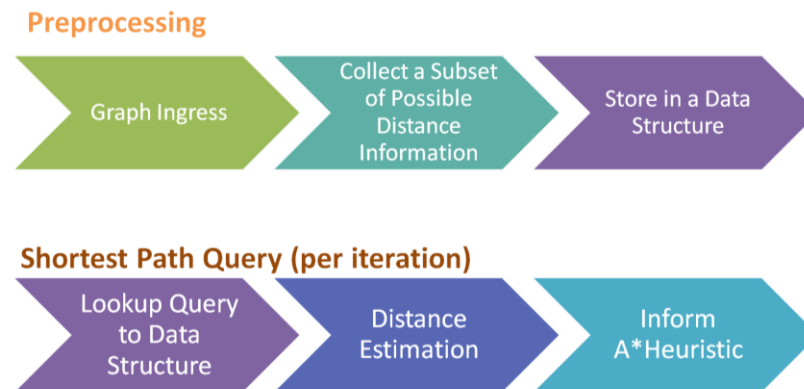 Preprocessing
Graph Ingress
Collect a Subset
of Possible
Distance
Information
Store in a Data
Structure
Shortest Path Query (per iteration)
Lookup Query
to Data
Structure
Distance
Estimation
Inform
A*Heuristic